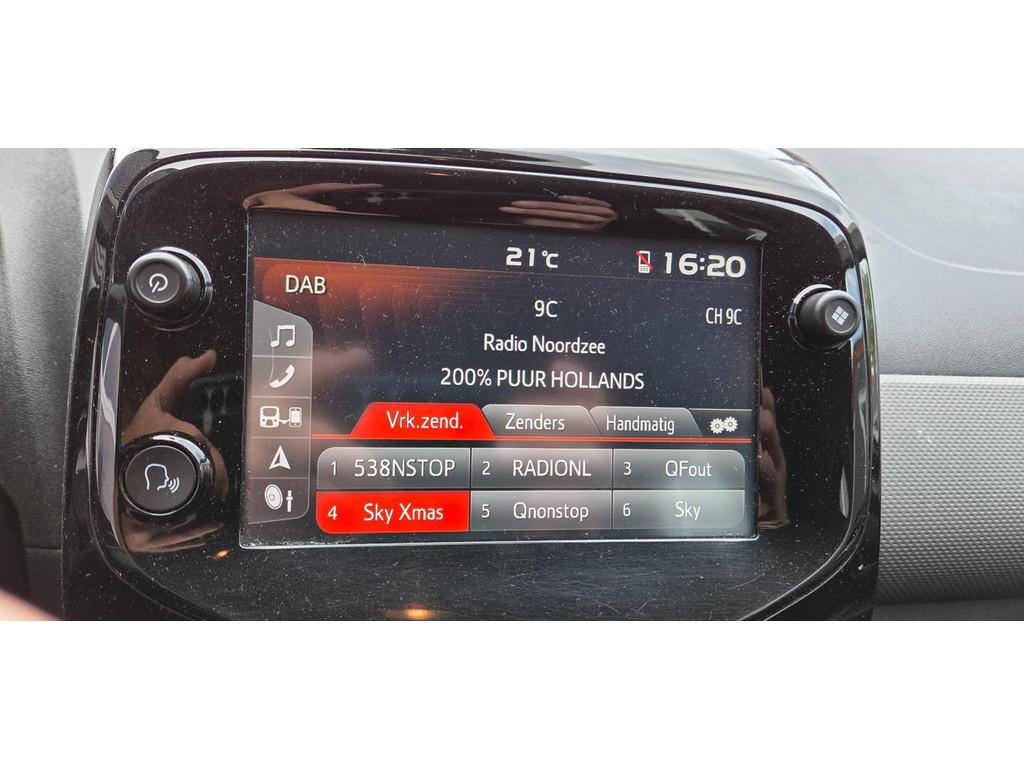 21°C 16:20
DAB
9C CH 9C
Radio Noordzee
200% PUUR HOLLANDS
Vrk.zend. Zenders Handmatig
1 538NSTOP 2 RADIONL 3 QFout
4 Sky Xmas 5 Qnonstop 6 Sky